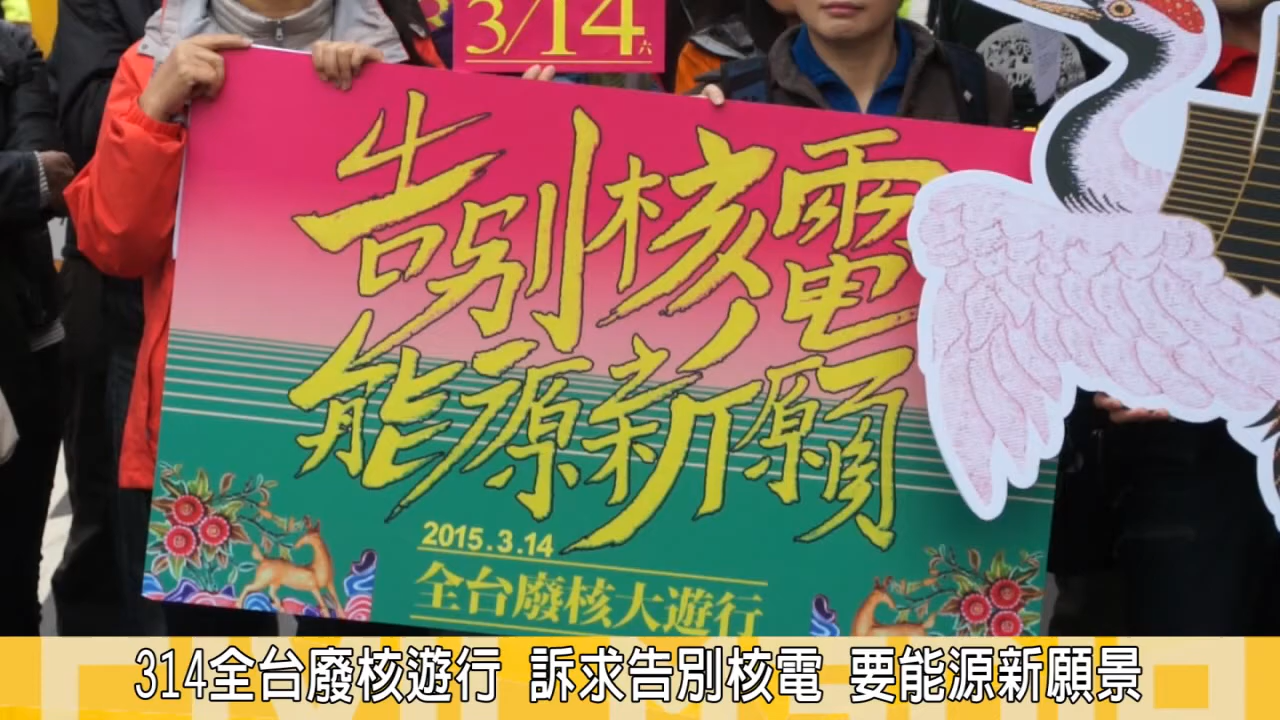 3/14 六
告別核電
能源新願
2015.3.14
全台廢核大遊行
314全台廢核遊行 訴求告別核電 要能源新願景